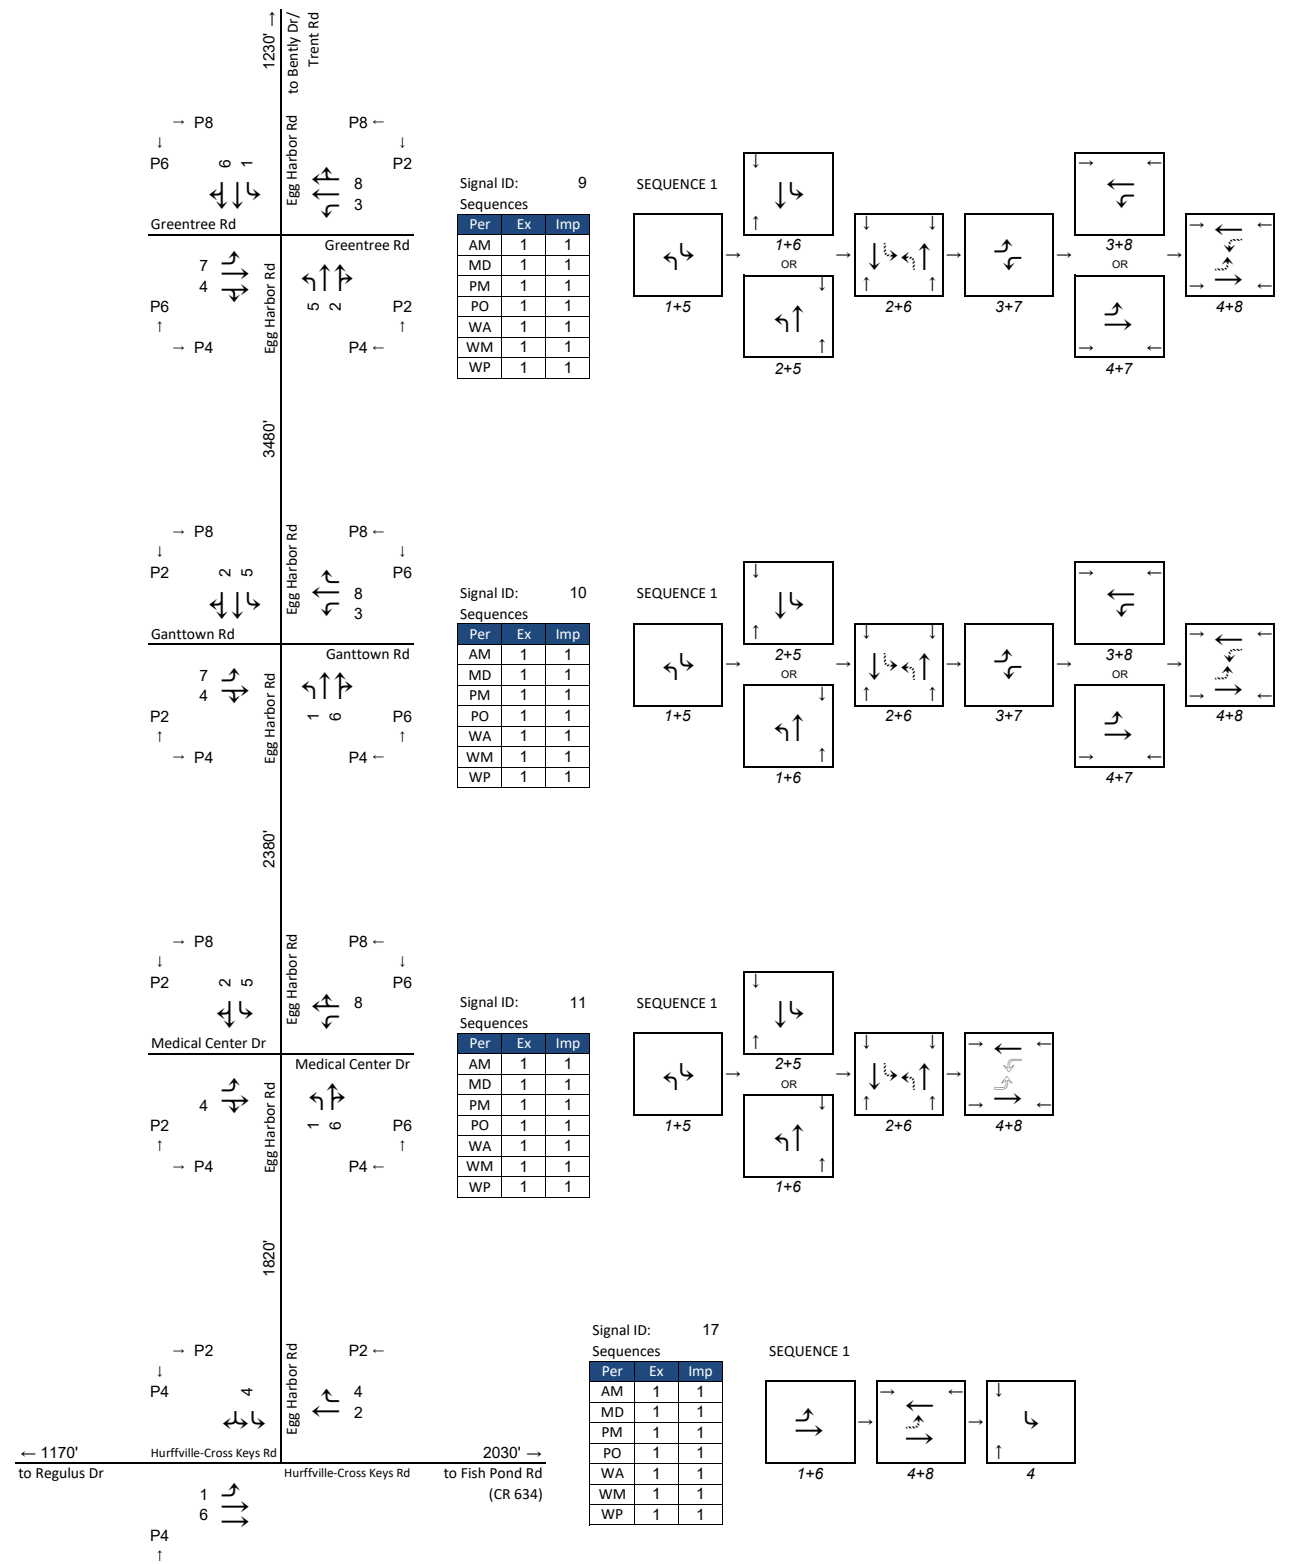 1230' →
to Bently Dr/
Trent Rd
→ P8
P8 ←
↓
↓
P6
P2
6 1
Egg Harbor Rd
8
3
Greentree Rd
Greentree Rd
7
4
Egg Harbor Rd
5 2
P6
P2
↑
↑
→ P4
P4 ←
Signal ID: 9
Sequences
Per Ex Imp
AM 1 1
MD 1 1
PM 1 1
PO 1 1
WA 1 1
WM 1 1
WP 1 1
SEQUENCE 1
1+5
1+6
OR
2+5
2+6
3+7
3+8
OR
4+7
4+8
3480'
→ P8
P8 ←
↓
↓
P2
P6
2 5
Egg Harbor Rd
8
3
Ganttown Rd
Ganttown Rd
7
4
Egg Harbor Rd
1 6
P2
P6
↑
↑
→ P4
P4 ←
Signal ID: 10
Sequences
Per Ex Imp
AM 1 1
MD 1 1
PM 1 1
PO 1 1
WA 1 1
WM 1 1
WP 1 1
SEQUENCE 1
1+5
2+5
OR
1+6
2+6
3+7
3+8
OR
4+7
4+8
2380'
→ P8
P8 ←
↓
↓
P2
P6
2 5
Egg Harbor Rd
8
Medical Center Dr
Medical Center Dr
4
Egg Harbor Rd
1 6
P2
P6
↑
↑
→ P4
P4 ←
Signal ID: 11
Sequences
Per Ex Imp
AM 1 1
MD 1 1
PM 1 1
PO 1 1
WA 1 1
WM 1 1
WP 1 1
SEQUENCE 1
1+5
2+5
OR
1+6
2+6
4+8
1820'
→ P2
P2 ←
↓
P4
4
Egg Harbor Rd
4
2
← 1170'
Hurffville-Cross Keys Rd
2030' →
to Regulus Dr
Hurffville-Cross Keys Rd
to Fish Pond Rd
(CR 634)
1
6
P4
↑
Signal ID: 17
Sequences
Per Ex Imp
AM 1 1
MD 1 1
PM 1 1
PO 1 1
WA 1 1
WM 1 1
WP 1 1
SEQUENCE 1
1+6
4+8
4